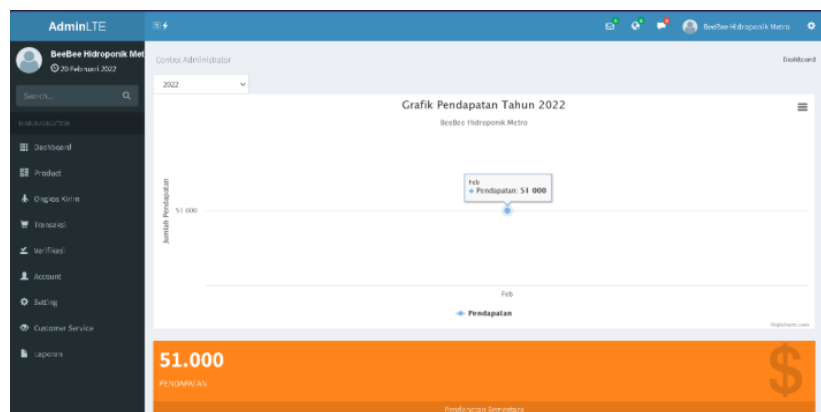 AdminLTE
BeeBee Hidroponik Metro
BeeBee Hidroponik Met
20 Februari 2022
Control Administrator
Dashboard
Search...
2022
MAIN NAVIGATION
Dashboard
Product
Ongkos Kirim
Transaksi
Verifikasi
Account
Setting
Customer Service
Laporan
Grafik Pendapatan Tahun 2022
BeeBee Hidroponik Metro
Jumlah Pendapatan
51 000
Feb
Pendapatan: 51 000
Feb
Pendapatan
Highcharts.com
51.000
PENDAPATAN
Pendapatan Sementara